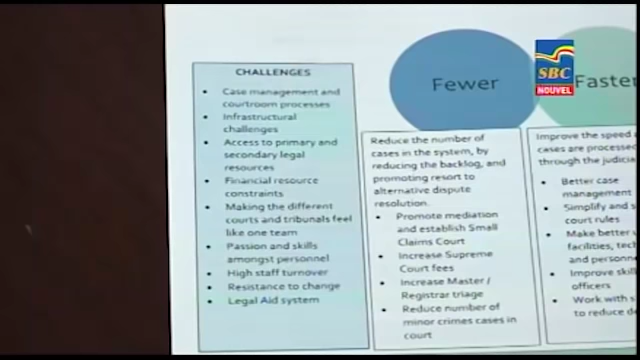 CHALLENGES
Case management and
courtroom processes
Infrastructural
challenges
Access to primary and
secondary legal
resources
Financial resource
constraints
Making the different
courts and tribunals feel
like one team
Passion and skills
amongst personnel
High staff turnover
Resistance to change
Legal Aid system
Fewer
Reduce the number of
cases in the system, by
reducing the backlog, and
promoting resort to
alternative dispute
resolution.
Promote mediation
and establish Small
Claims Court
Increase Supreme
Court fees
Increase Master /
Registrar triage
Reduce number of
minor crimes cases in
court
Faster
Improve the speed
cases are processed
through the
Better case
management
Simplify and
court rules
Make better
facilities,
and
Improve
officers
Work with
to reduce
SBC
NOUVEL